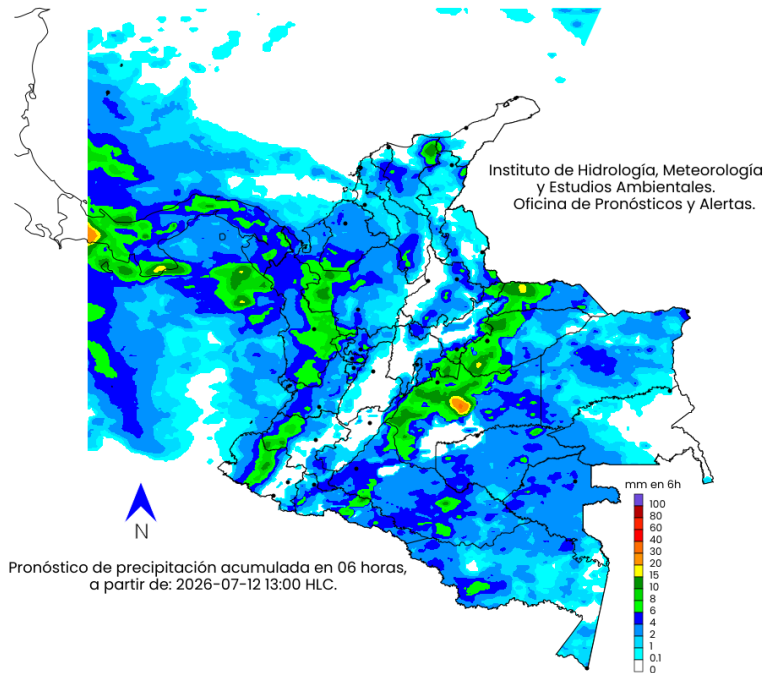 Instituto de Hidrología, Meteorología
y Estudios Ambientales.
Oficina de Pronósticos y Alertas.
mm en 6h
100
80
60
40
30
20
15
10
8
6
4
2
1
0.1
0
N
Pronóstico de precipitación acumulada en 06 horas,
a partir de: 2026-07-12 13:00 HLC.